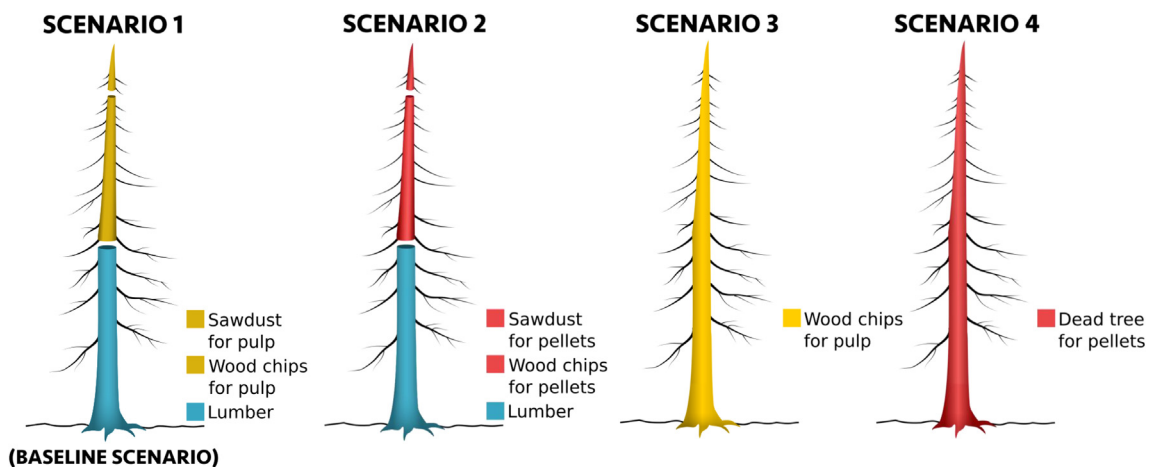 SCENARIO 1
SCENARIO 2
SCENARIO 3
SCENARIO 4
Sawdust
for pulp
Wood chips
for pulp
Lumber
(BASELINE SCENARIO)
Sawdust
for pellets
Wood chips
for pellets
Lumber
Wood chips
for pulp
Dead tree
for pellets